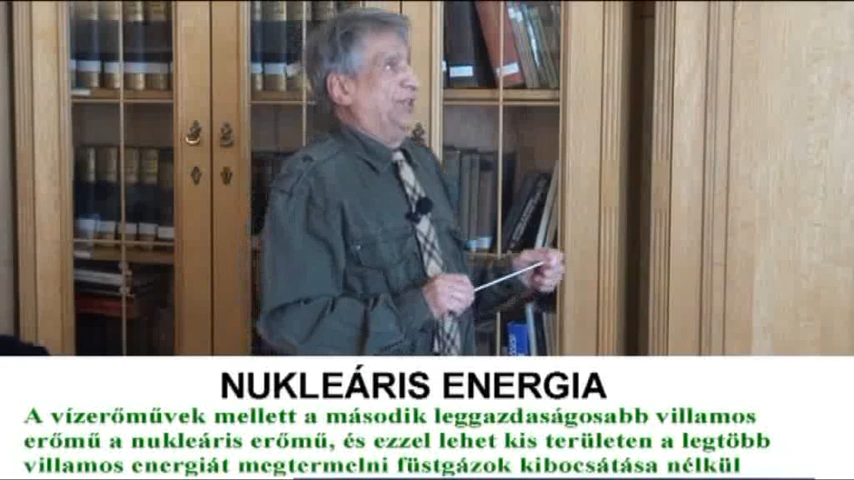 NUKLEÁRIS ENERGIA
A vízerőművek mellett a második leggazdaságosabb villamos
erőmű a nukleáris erőmű, és ezzel lehet kis területen a legtöbb
villamos energiát megtermelni füstgázok kibocsátása nélkül